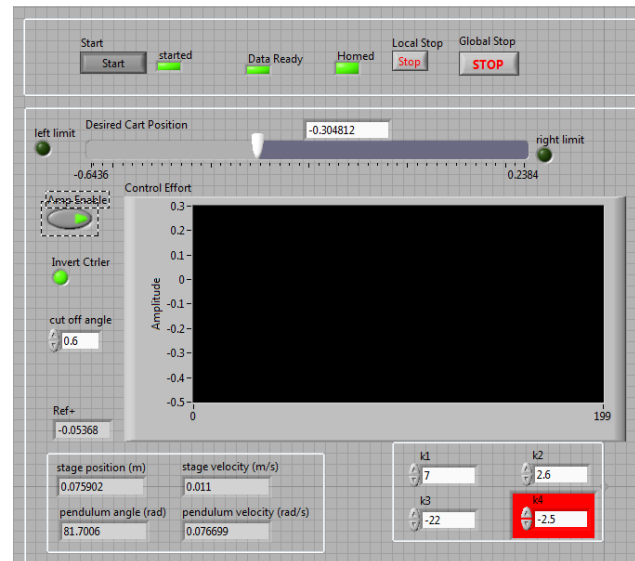 Start
Start
started
Data Ready
Homed
Local Stop
Stop
Global Stop
STOP
left limit
Desired Cart Position
-0.304812
right limit
-0.6436
0.2384
Amp Enable
Control Effort
Invert Ctrler
cut off angle
0.6
Ref+
-0.05368
Amplitude
0.3
0.2
0.1
0
-0.1
-0.2
-0.3
-0.4
-0.5
0
199
stage position (m)
stage velocity (m/s)
0.075902
0.011
pendulum angle (rad)
pendulum velocity (rad/s)
81.7006
0.076699
k1
k2
7
2.6
k3
k4
-22
-2.5